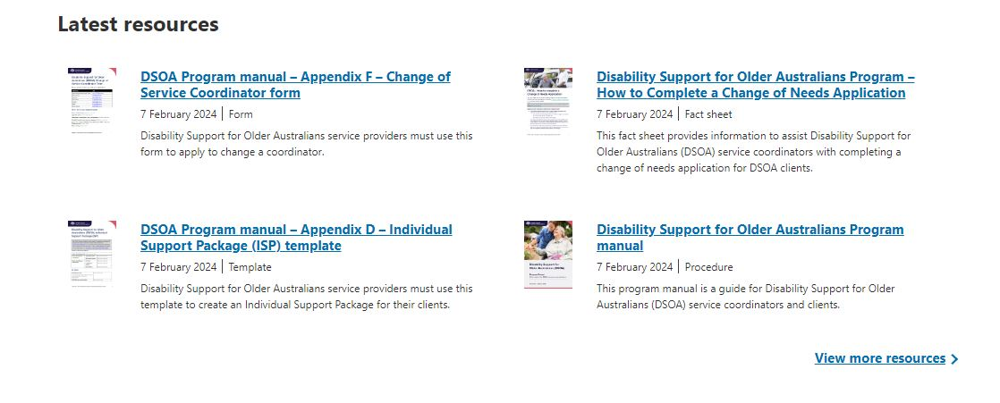 Latest resources
DSOA Program manual – Appendix F – Change of
Service Coordinator form
7 February 2024 | Form
Disability Support for Older Australians service providers must use this
form to apply to change a coordinator.
Disability Support for Older Australians Program –
How to Complete a Change of Needs Application
7 February 2024 | Fact sheet
This fact sheet provides information to assist Disability Support for
Older Australians (DSOA) service coordinators with completing a
change of needs application for DSOA clients.
DSOA Program manual – Appendix D – Individual
Support Package (ISP) template
7 February 2024 | Template
Disability Support for Older Australians service providers must use this
template to create an Individual Support Package for their clients.
Disability Support for Older Australians Program
manual
7 February 2024 | Procedure
This program manual is a guide for Disability Support for Older
Australians (DSOA) service coordinators and clients.
View more resources